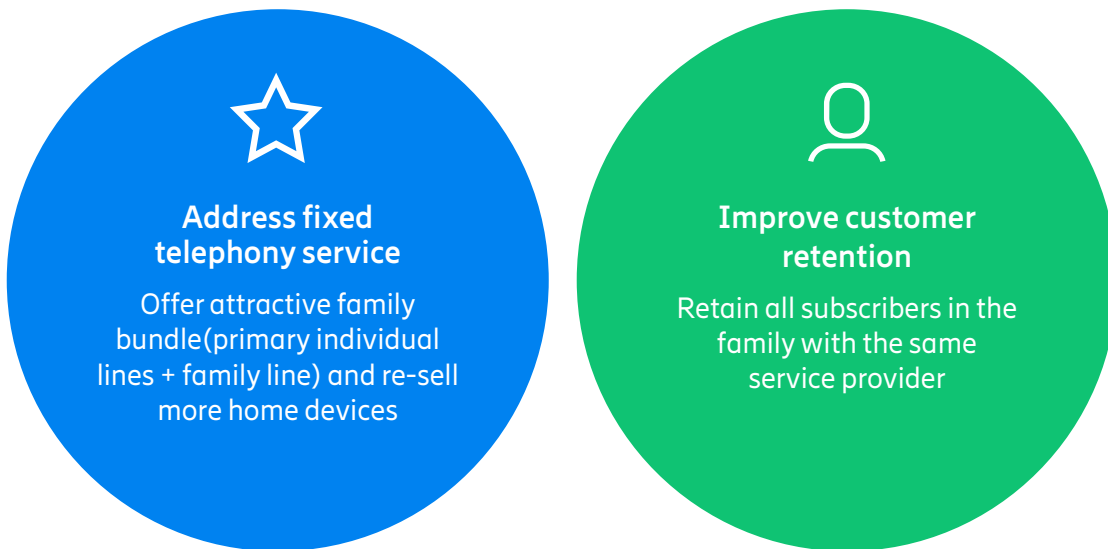 Address fixed
telephony service
Offer attractive family
bundle(primary individual
lines + family line) and re-sell
more home devices
Improve customer
retention
Retain all subscribers in the
family with the same
service provider